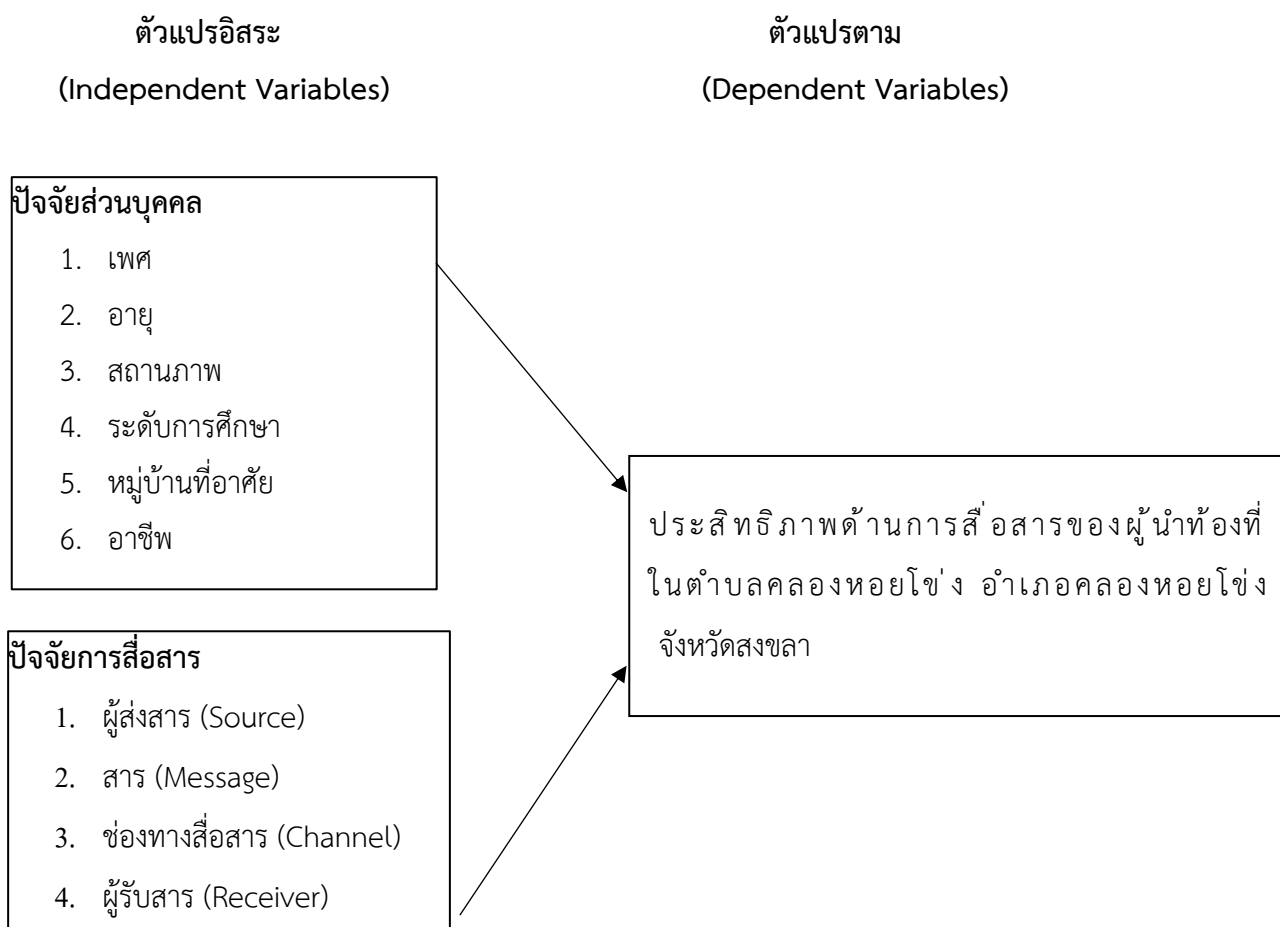 ตัวแปรอิสระ
(Independent Variables)
ตัวแปรตาม
(Dependent Variables)
ปัจจัยส่วนบุคคล
1. เพศ
2. อายุ
3. สถานภาพ
4. ระดับการศึกษา
5. หมู่บ้านที่อาศัย
6. อาชีพ
ปัจจัยการสื่อสาร
1. ผู้ส่งสาร (Source)
2. สาร (Message)
3. ช่องทางสื่อสาร (Channel)
4. ผู้รับสาร (Receiver)
ประสิทธิภาพด้านการสื่อสารของผู้นำท้องที่
ในตำบลคลองหอยโข่ง อำเภอคลองหอยโข่ง
จังหวัดสงขลา